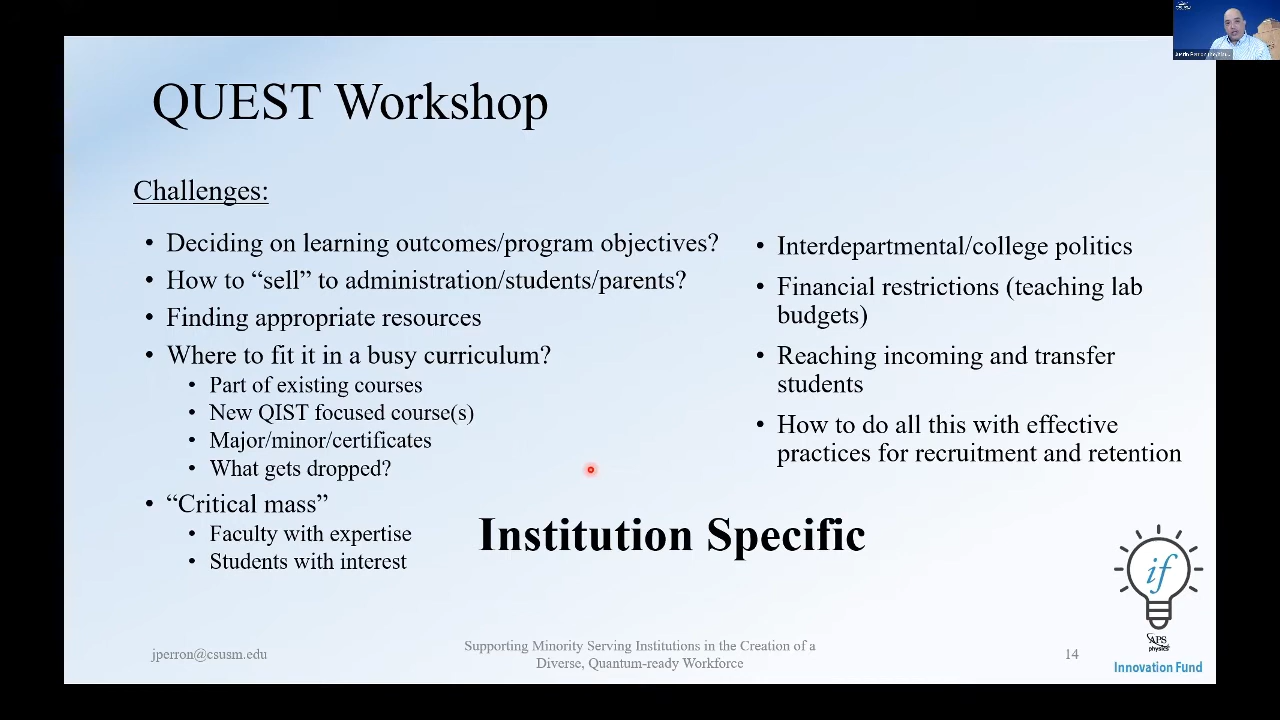 QUEST Workshop
Challenges:
• Deciding on learning outcomes/program objectives?
• How to “sell” to administration/students/parents?
• Finding appropriate resources
• Where to fit it in a busy curriculum?
• Part of existing courses
• New QIST focused course(s)
• Major/minor/certificates
• What gets dropped?
• “Critical mass”
• Faculty with expertise
• Students with interest
• Interdepartmental/college politics
• Financial restrictions (teaching lab
budgets)
• Reaching incoming and transfer
students
• How to do all this with effective
practices for recruitment and retention
Institution Specific
if
APS
physics
Innovation Fund
jperron@csusm.edu
Supporting Minority Serving Institutions in the Creation of a
Diverse, Quantum-ready Workforce
14